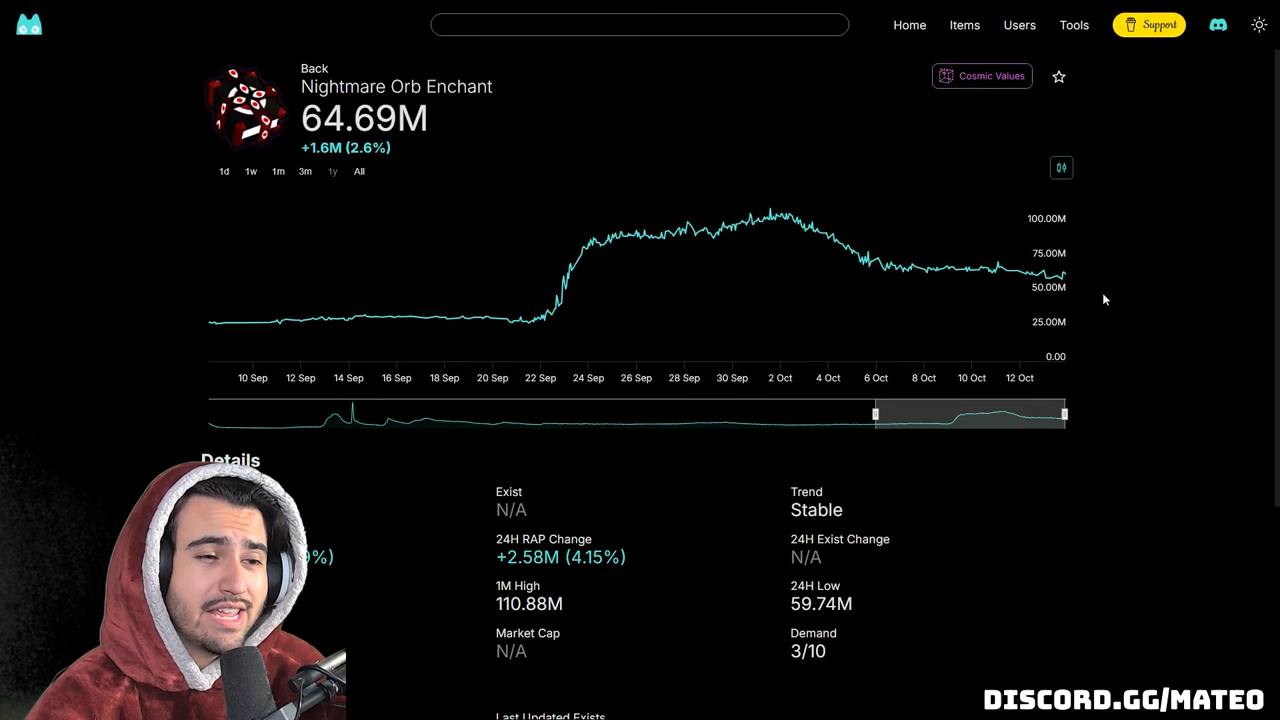 Home
Items
Users
Tools
Support
Back
Nightmare Orb Enchant
64.69M
+1.6M (2.6%)
Cosmic Values
1d
1w
1m
3m
1y
All
100.00M
75.00M
50.00M
25.00M
0.00
10 Sep
12 Sep
14 Sep
16 Sep
18 Sep
20 Sep
22 Sep
24 Sep
26 Sep
28 Sep
30 Sep
2 Oct
4 Oct
6 Oct
8 Oct
10 Oct
12 Oct
Details
Exist
N/A
Trend
Stable
24H RAP Change
+2.58M (4.15%)
24H Exist Change
N/A
1M High
110.88M
24H Low
59.74M
Market Cap
N/A
Demand
3/10
Last Updated Exists
DISCORD.GG/MATEO